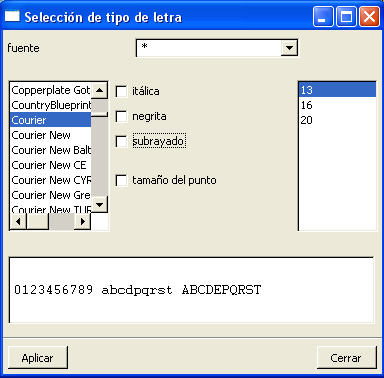 Selección de tipo de letra
fuente
*
Copperplate Got
CountryBlueprint
Courier
Courier New
Courier New Balt
Courier New CE
Courier New CYR
Courier New Gre
Courier New TUR
itálica
negrita
subrayado
tamaño del punto
13
16
20
0123456789 abcdpqrst ABCDEPQRST
Aplicar
Cerrar